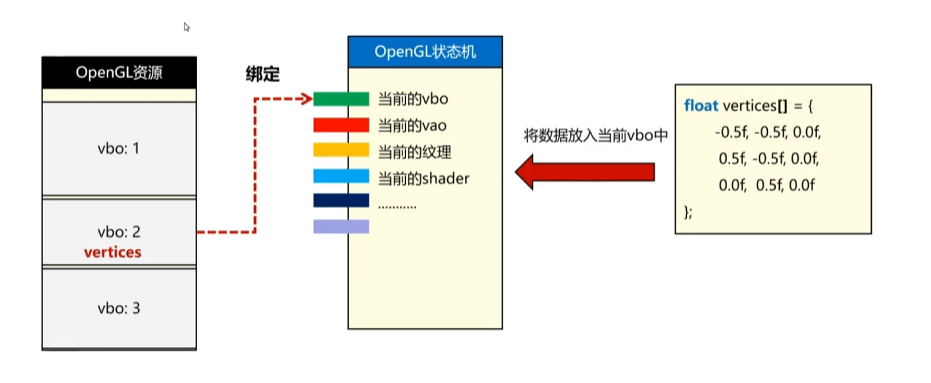 OpenGL资源
vbo: 1
vbo: 2
vertices
vbo: 3
绑定
OpenGL状态机
当前的vbo
当前的vao
当前的纹理
当前的shader
...........
将数据放入当前vbo中
float vertices[] = {
-0.5f, -0.5f, 0.0f,
0.5f, -0.5f, 0.0f,
0.0f, 0.5f, 0.0f
};